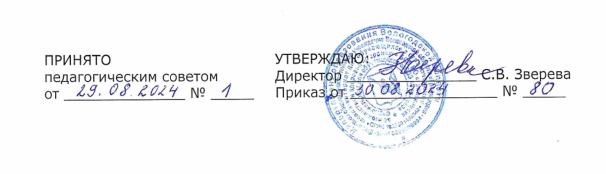 ПРИНЯТО
педагогическим советом
от 29.08.2024 № 1
УТВЕРЖДАЮ:
Директор Зверева С.В. Зверева
Приказ от 30.08.2024 № 80